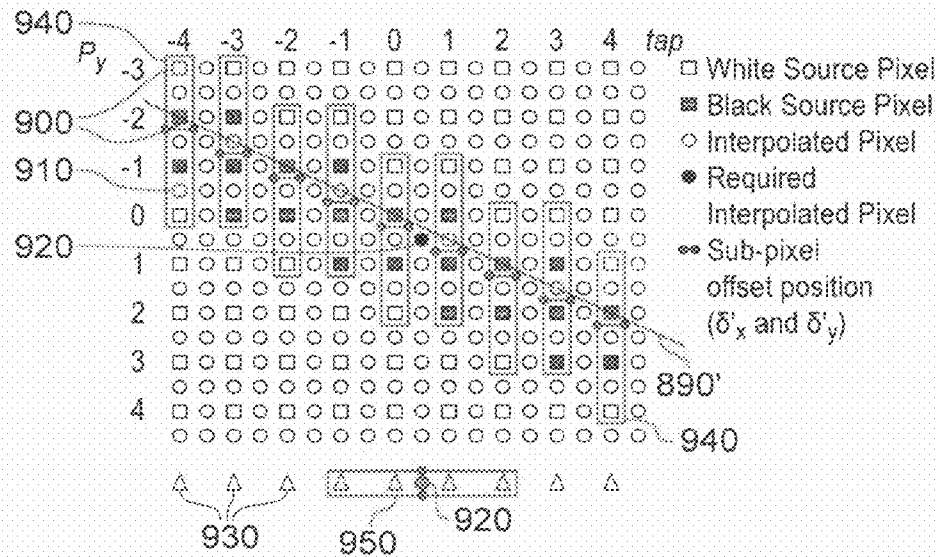 940
-4 -3 -2 -1 0 1 2 3 4 tap
Py
-3
900
-2
910
-1
0
920
1
2
3
4
White Source Pixel
Black Source Pixel
Interpolated Pixel
Required
Interpolated Pixel
Sub-pixel
offset position
(δ'x and δ'y)
890'
940
930
950
920